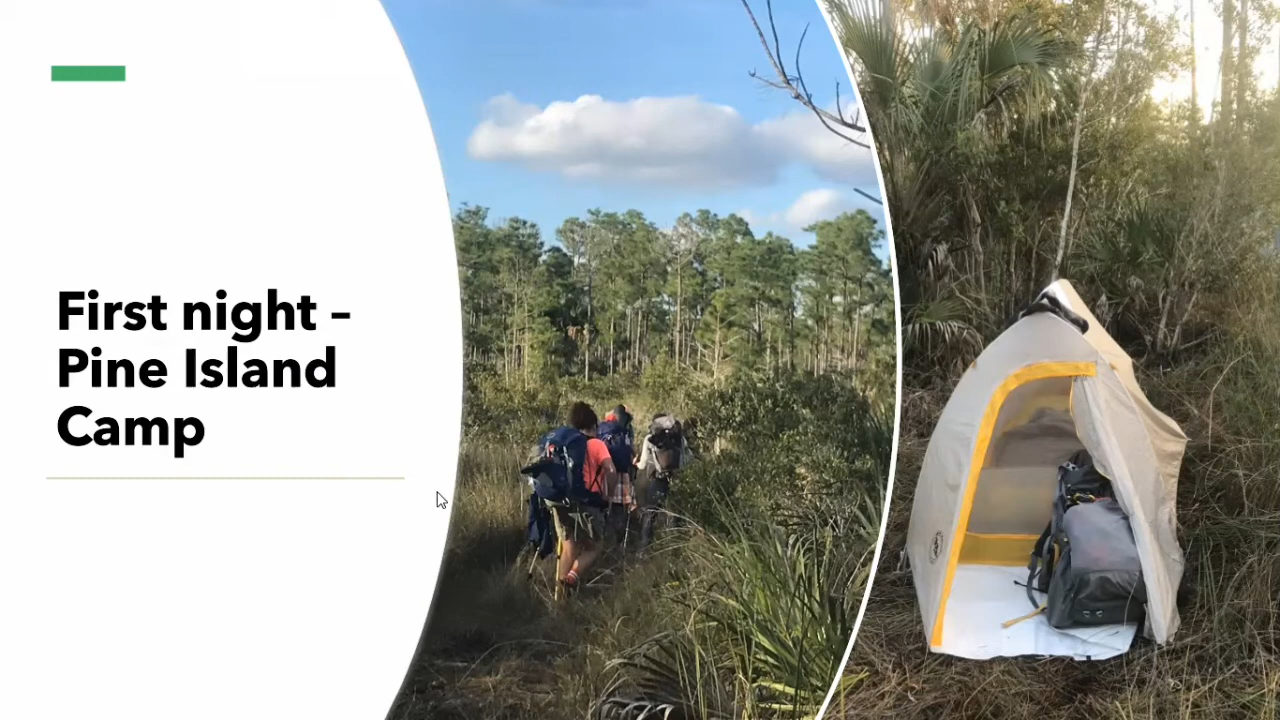 First night –
Pine Island
Camp